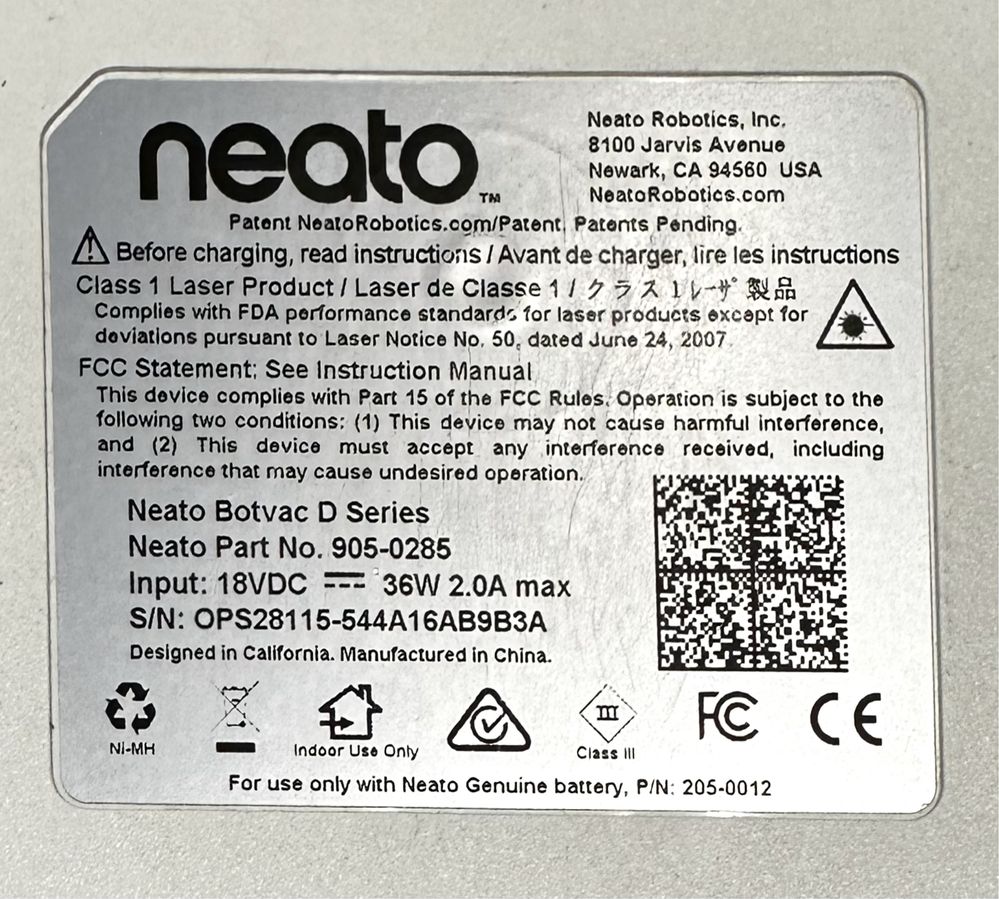 neato™
Neato Robotics, Inc.
8100 Jarvis Avenue
Newark, CA 94560 USA
NeatoRobotics.com
Patent NeatoRobotics.com/Patent. Patents Pending.
Before charging, read instructions / Avant de charger, lire les instructions
Class 1 Laser Product / Laser de Classe 1 / クラス1レーザ製品
Complies with FDA performance standards for laser products except for
deviations pursuant to Laser Notice No. 50, dated June 24, 2007.
FCC Statement: See Instruction Manual
This device complies with Part 15 of the FCC Rules. Operation is subject to the
following two conditions: (1) This device may not cause harmful interference,
and (2) This device must accept any interference received, including
interference that may cause undesired operation.
Neato Botvac D Series
Neato Part No. 905-0285
Input: 18VDC ⎓ 36W 2.0A max
S/N: OPS28115-544A16AB9B3A
Designed in California. Manufactured in China.
III
FC
CE
Ni-MH
Indoor Use Only
Class III
For use only with Neato Genuine battery, P/N: 205-0012